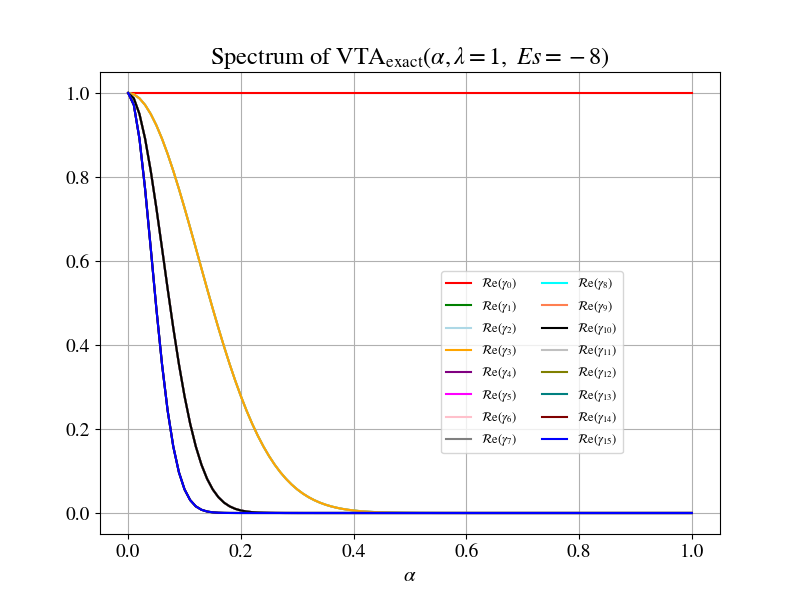 Spectrum of VTA_exact(α, λ = 1, Es = −8)
1.0
0.8
0.6
0.4
0.2
0.0
ℛe(γ₀) ℛe(γ₈)
ℛe(γ₁) ℛe(γ₉)
ℛe(γ₂) ℛe(γ₁₀)
ℛe(γ₃) ℛe(γ₁₁)
ℛe(γ₄) ℛe(γ₁₂)
ℛe(γ₅) ℛe(γ₁₃)
ℛe(γ₆) ℛe(γ₁₄)
ℛe(γ₇) ℛe(γ₁₅)
0.0 0.2 0.4 0.6 0.8 1.0
α